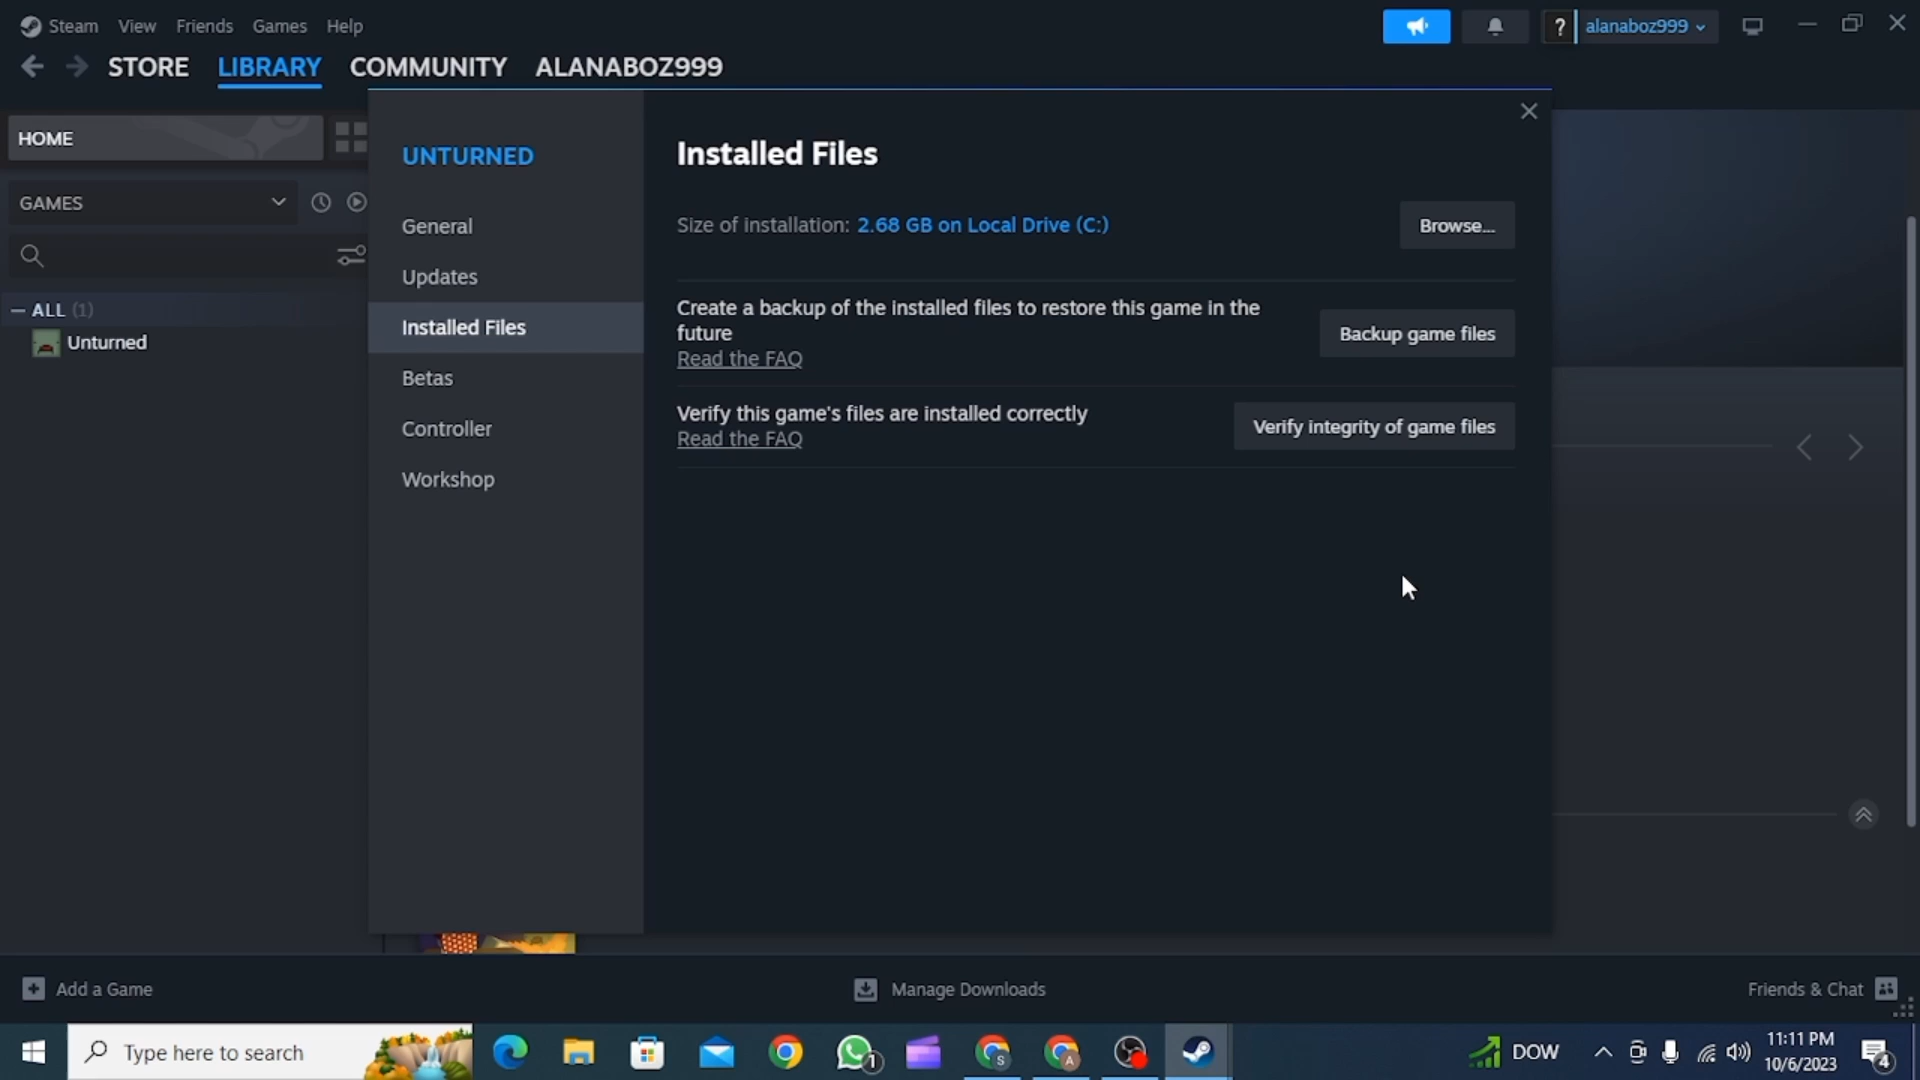 Steam View Friends Games Help
? alanaboz999
STORE LIBRARY COMMUNITY ALANABOZ999
HOME
GAMES
ALL (1)
Unturned
UNTURNED
General
Updates
Installed Files
Betas
Controller
Workshop
Installed Files
Size of installation: 2.68 GB on Local Drive (C:)
Browse...
Create a backup of the installed files to restore this game in the
future
Read the FAQ
Backup game files
Verify this game's files are installed correctly
Read the FAQ
Verify integrity of game files
Add a Game
Manage Downloads
Friends & Chat
Type here to search
1
S
A
DOW
11:11 PM
10/6/2023
4